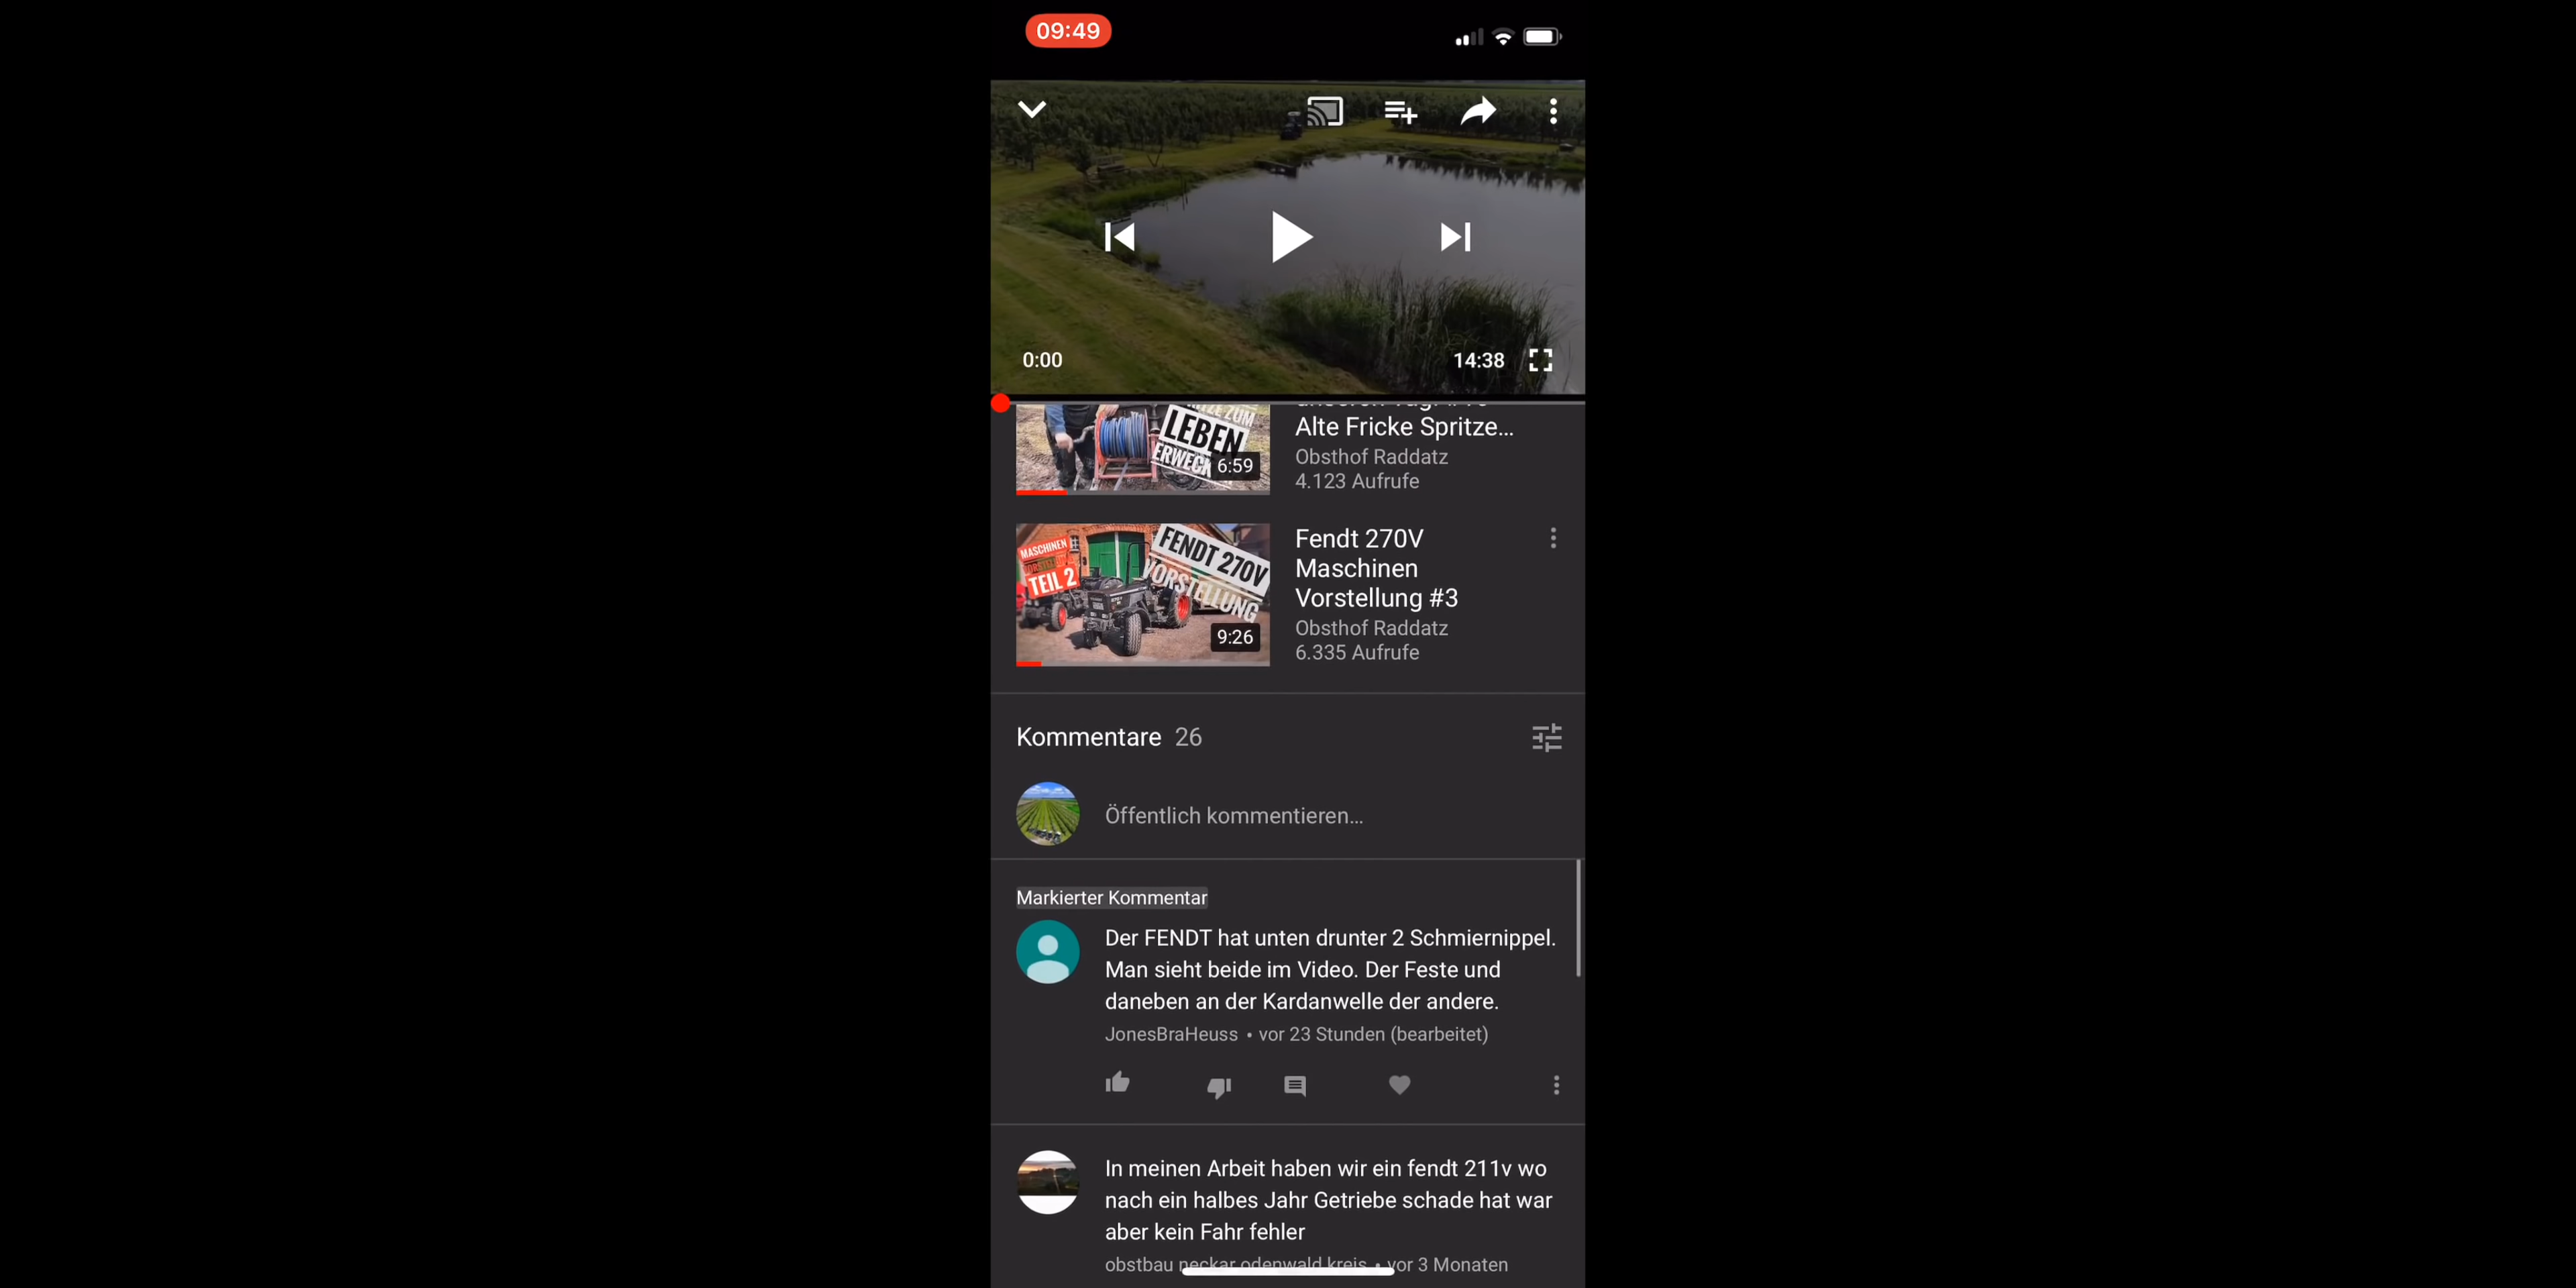 09:49
0:00
14:38
LEBEN
6:59
Alte Fricke Spritze...
Obsthof Raddatz
4.123 Aufrufe
MASCHINEN
TEIL 2
FENDT 270V
VORSTELLUNG
9:26
Fendt 270V
Maschinen
Vorstellung #3
Obsthof Raddatz
6.335 Aufrufe
Kommentare 26
Öffentlich kommentieren...
Markierter Kommentar
Der FENDT hat unten drunter 2 Schmiernippel.
Man sieht beide im Video. Der Feste und
daneben an der Kardanwelle der andere.
JonesBraHeuss • vor 23 Stunden (bearbeitet)
In meinen Arbeit haben wir ein fendt 211v wo
nach ein halbes Jahr Getriebe schade hat war
aber kein Fahr fehler
obstbau neckar odenwald kreis • vor 3 Monaten